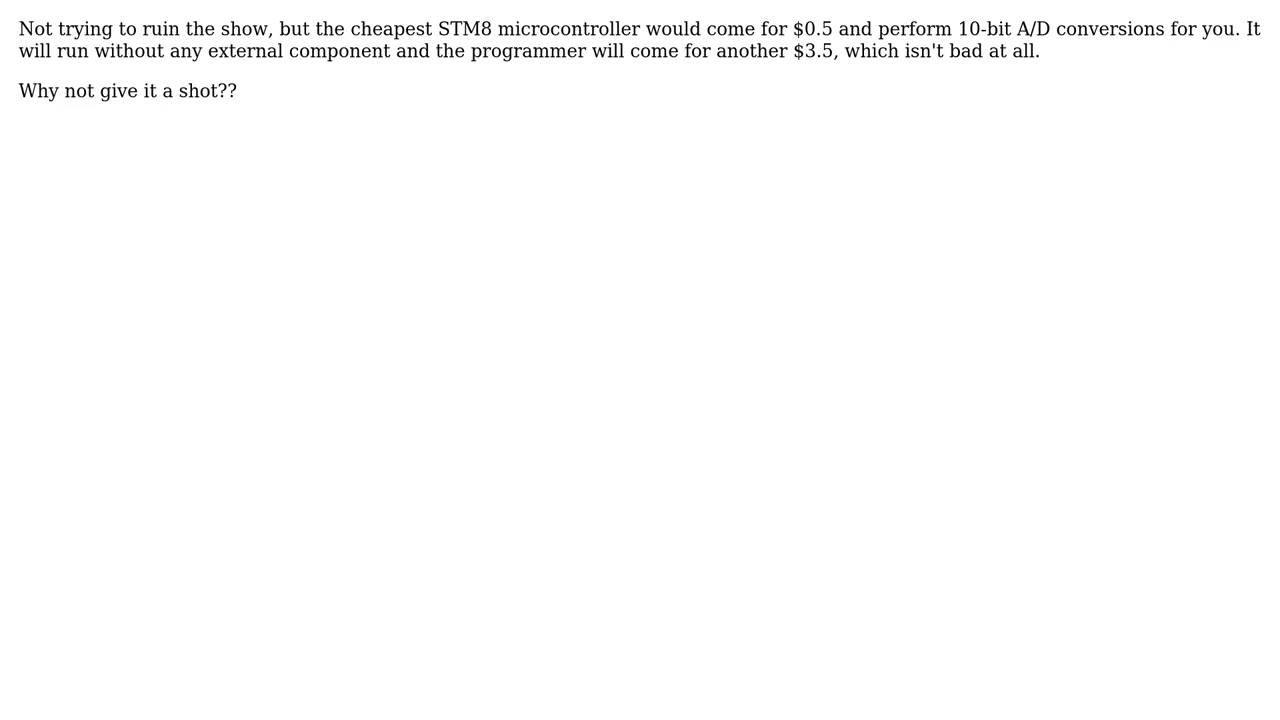 Not trying to ruin the show, but the cheapest STM8 microcontroller would come for $0.5 and perform 10-bit A/D conversions for you. It
will run without any external component and the programmer will come for another $3.5, which isn't bad at all.
Why not give it a shot??